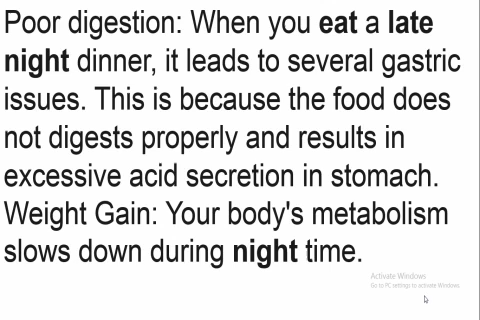 Poor digestion: When you eat a late
night dinner, it leads to several gastric
issues. This is because the food does
not digests properly and results in
excessive acid secretion in stomach.
Weight Gain: Your body's metabolism
slows down during night time.
Activate Windows
Go to PC settings to activate Windows.